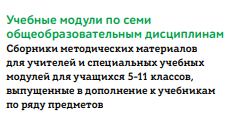 Учебные модули по семи
общеобразовательным дисциплинам
Сборники методических материалов
для учителей и специальных учебных
модулей для учащихся 5-11 классов,
выпущенные в дополнение к учебникам
по ряду предметов